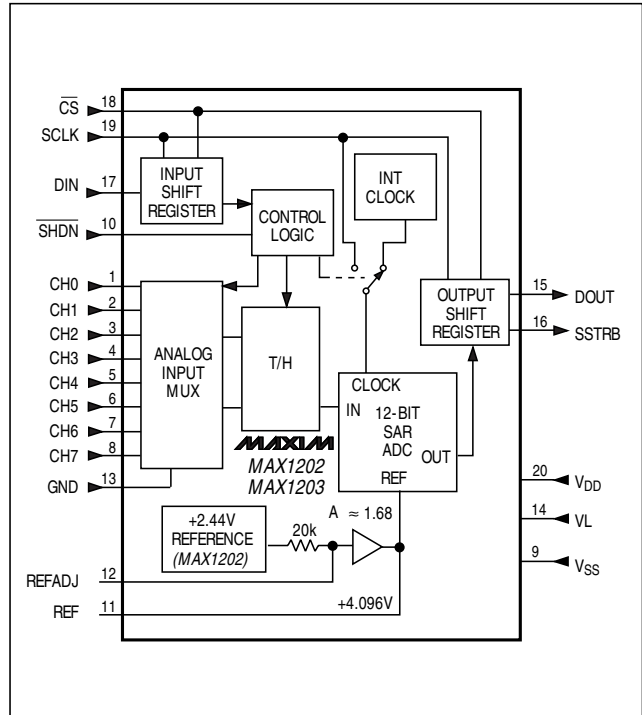 CS
18
SCLK
19
DIN
17
SHDN
10
CH0
1
CH1
2
CH2
3
CH3
4
CH4
5
CH5
6
CH6
7
CH7
8
GND
13
REFADJ
12
REF
11
INPUT
SHIFT
REGISTER
CONTROL
LOGIC
INT
CLOCK
ANALOG
INPUT
MUX
T/H
MAXIM
MAX1202
MAX1203
CLOCK
IN
12-BIT
SAR
ADC
OUT
REF
OUTPUT
SHIFT
REGISTER
15
DOUT
16
SSTRB
20
VDD
14
VL
9
VSS
+2.44V
REFERENCE
(MAX1202)
20k
A ≈ 1.68
+4.096V